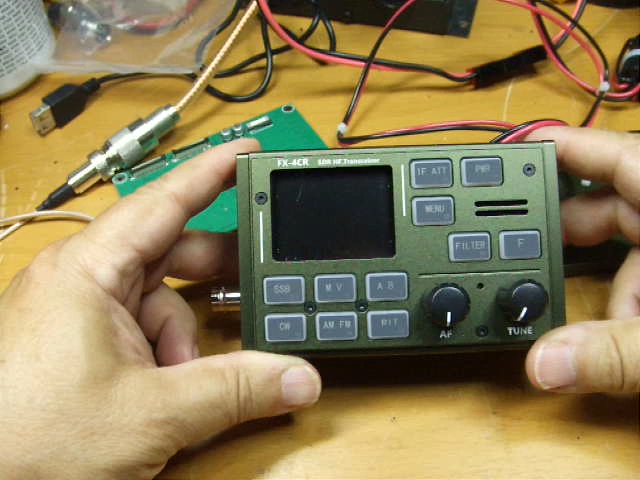 FX-4CR SDR HF Transceiver
IF ATT PWR
MENU
FILTER F
SSB M V A B
CW AM FM RIT
AF TUNE